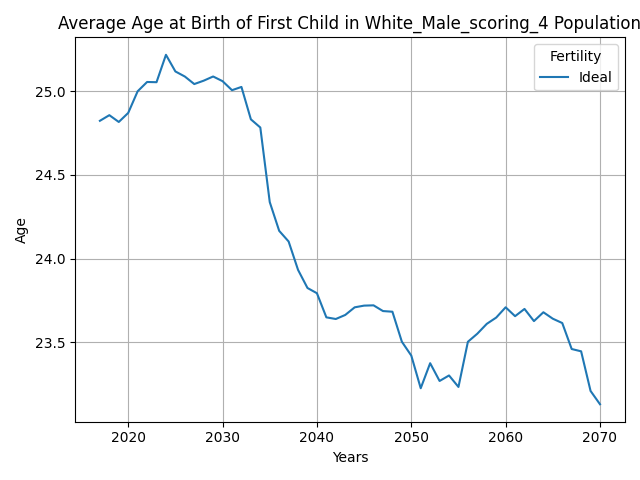 Average Age at Birth of First Child in White_Male_scoring_4 Population
Fertility
Ideal
25.0
24.5
24.0
23.5
Age
2020 2030 2040 2050 2060 2070
Years